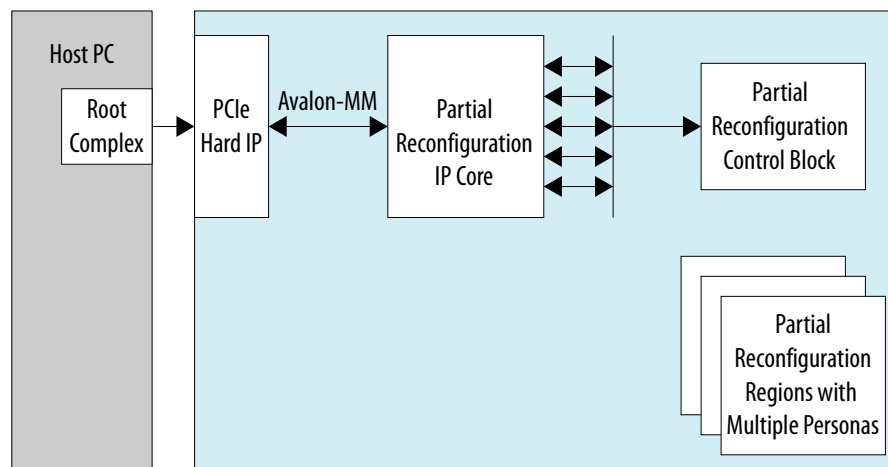 Host PC
Root
Complex
PCIe
Hard IP
Avalon-MM
Partial
Reconfiguration
IP Core
Partial
Reconfiguration
Control Block
Partial
Reconfiguration
Regions with
Multiple Personas